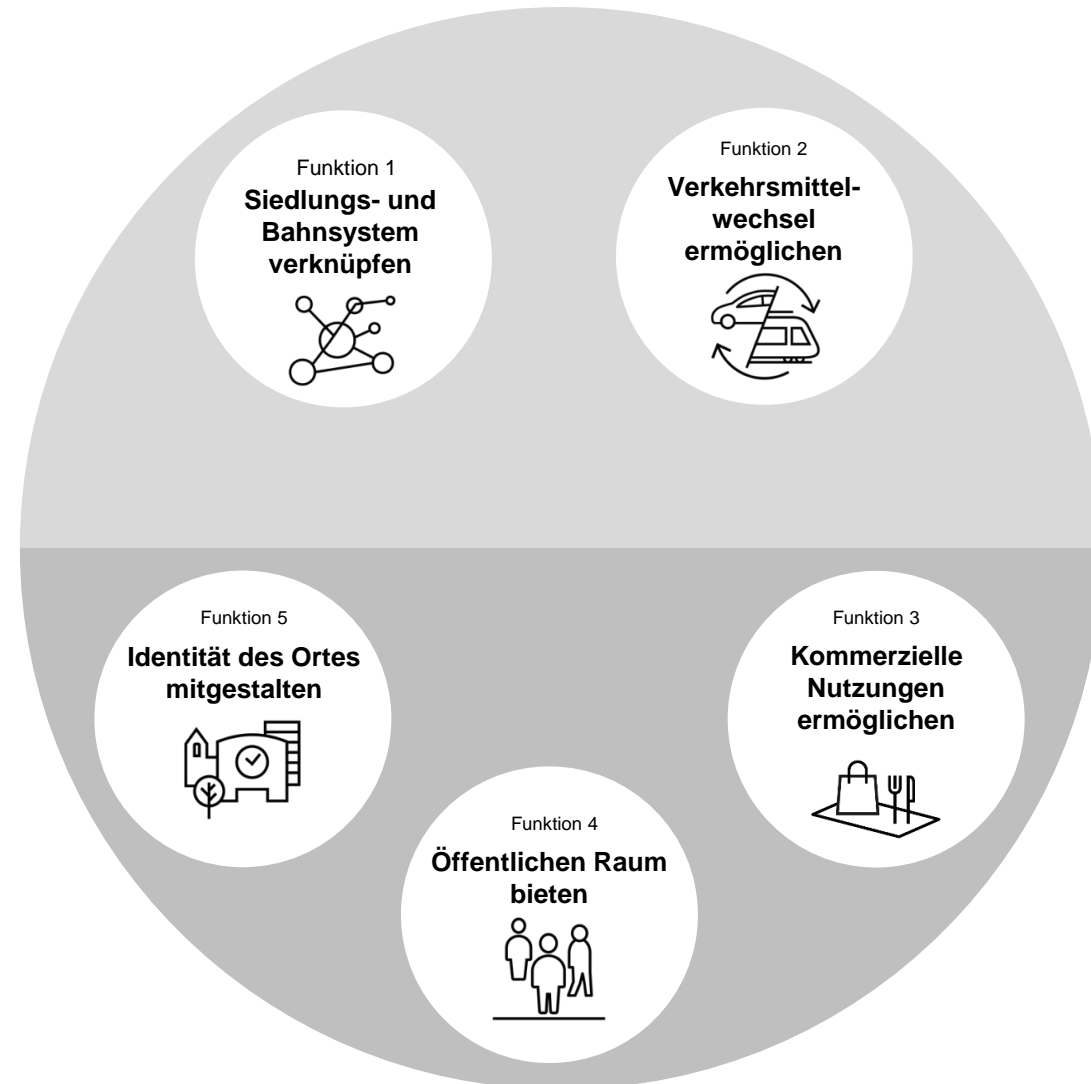 Funktion 1
Siedlungs- und
Bahnsystem
verknüpfen
Funktion 2
Verkehrsmittel-
wechsel
ermöglichen
Funktion 5
Identität des Ortes
mitgestalten
Funktion 3
Kommerzielle
Nutzungen
ermöglichen
Funktion 4
Öffentlichen Raum
bieten